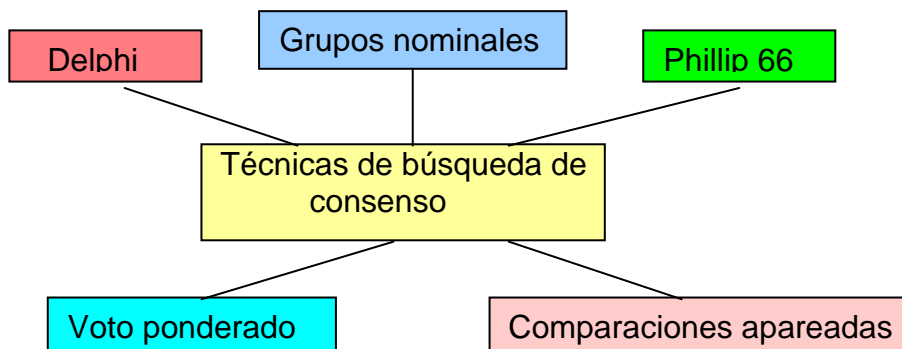 Delphi
Grupos nominales
Phillip 66
Técnicas de búsqueda de
consenso
Voto ponderado
Comparaciones apareadas